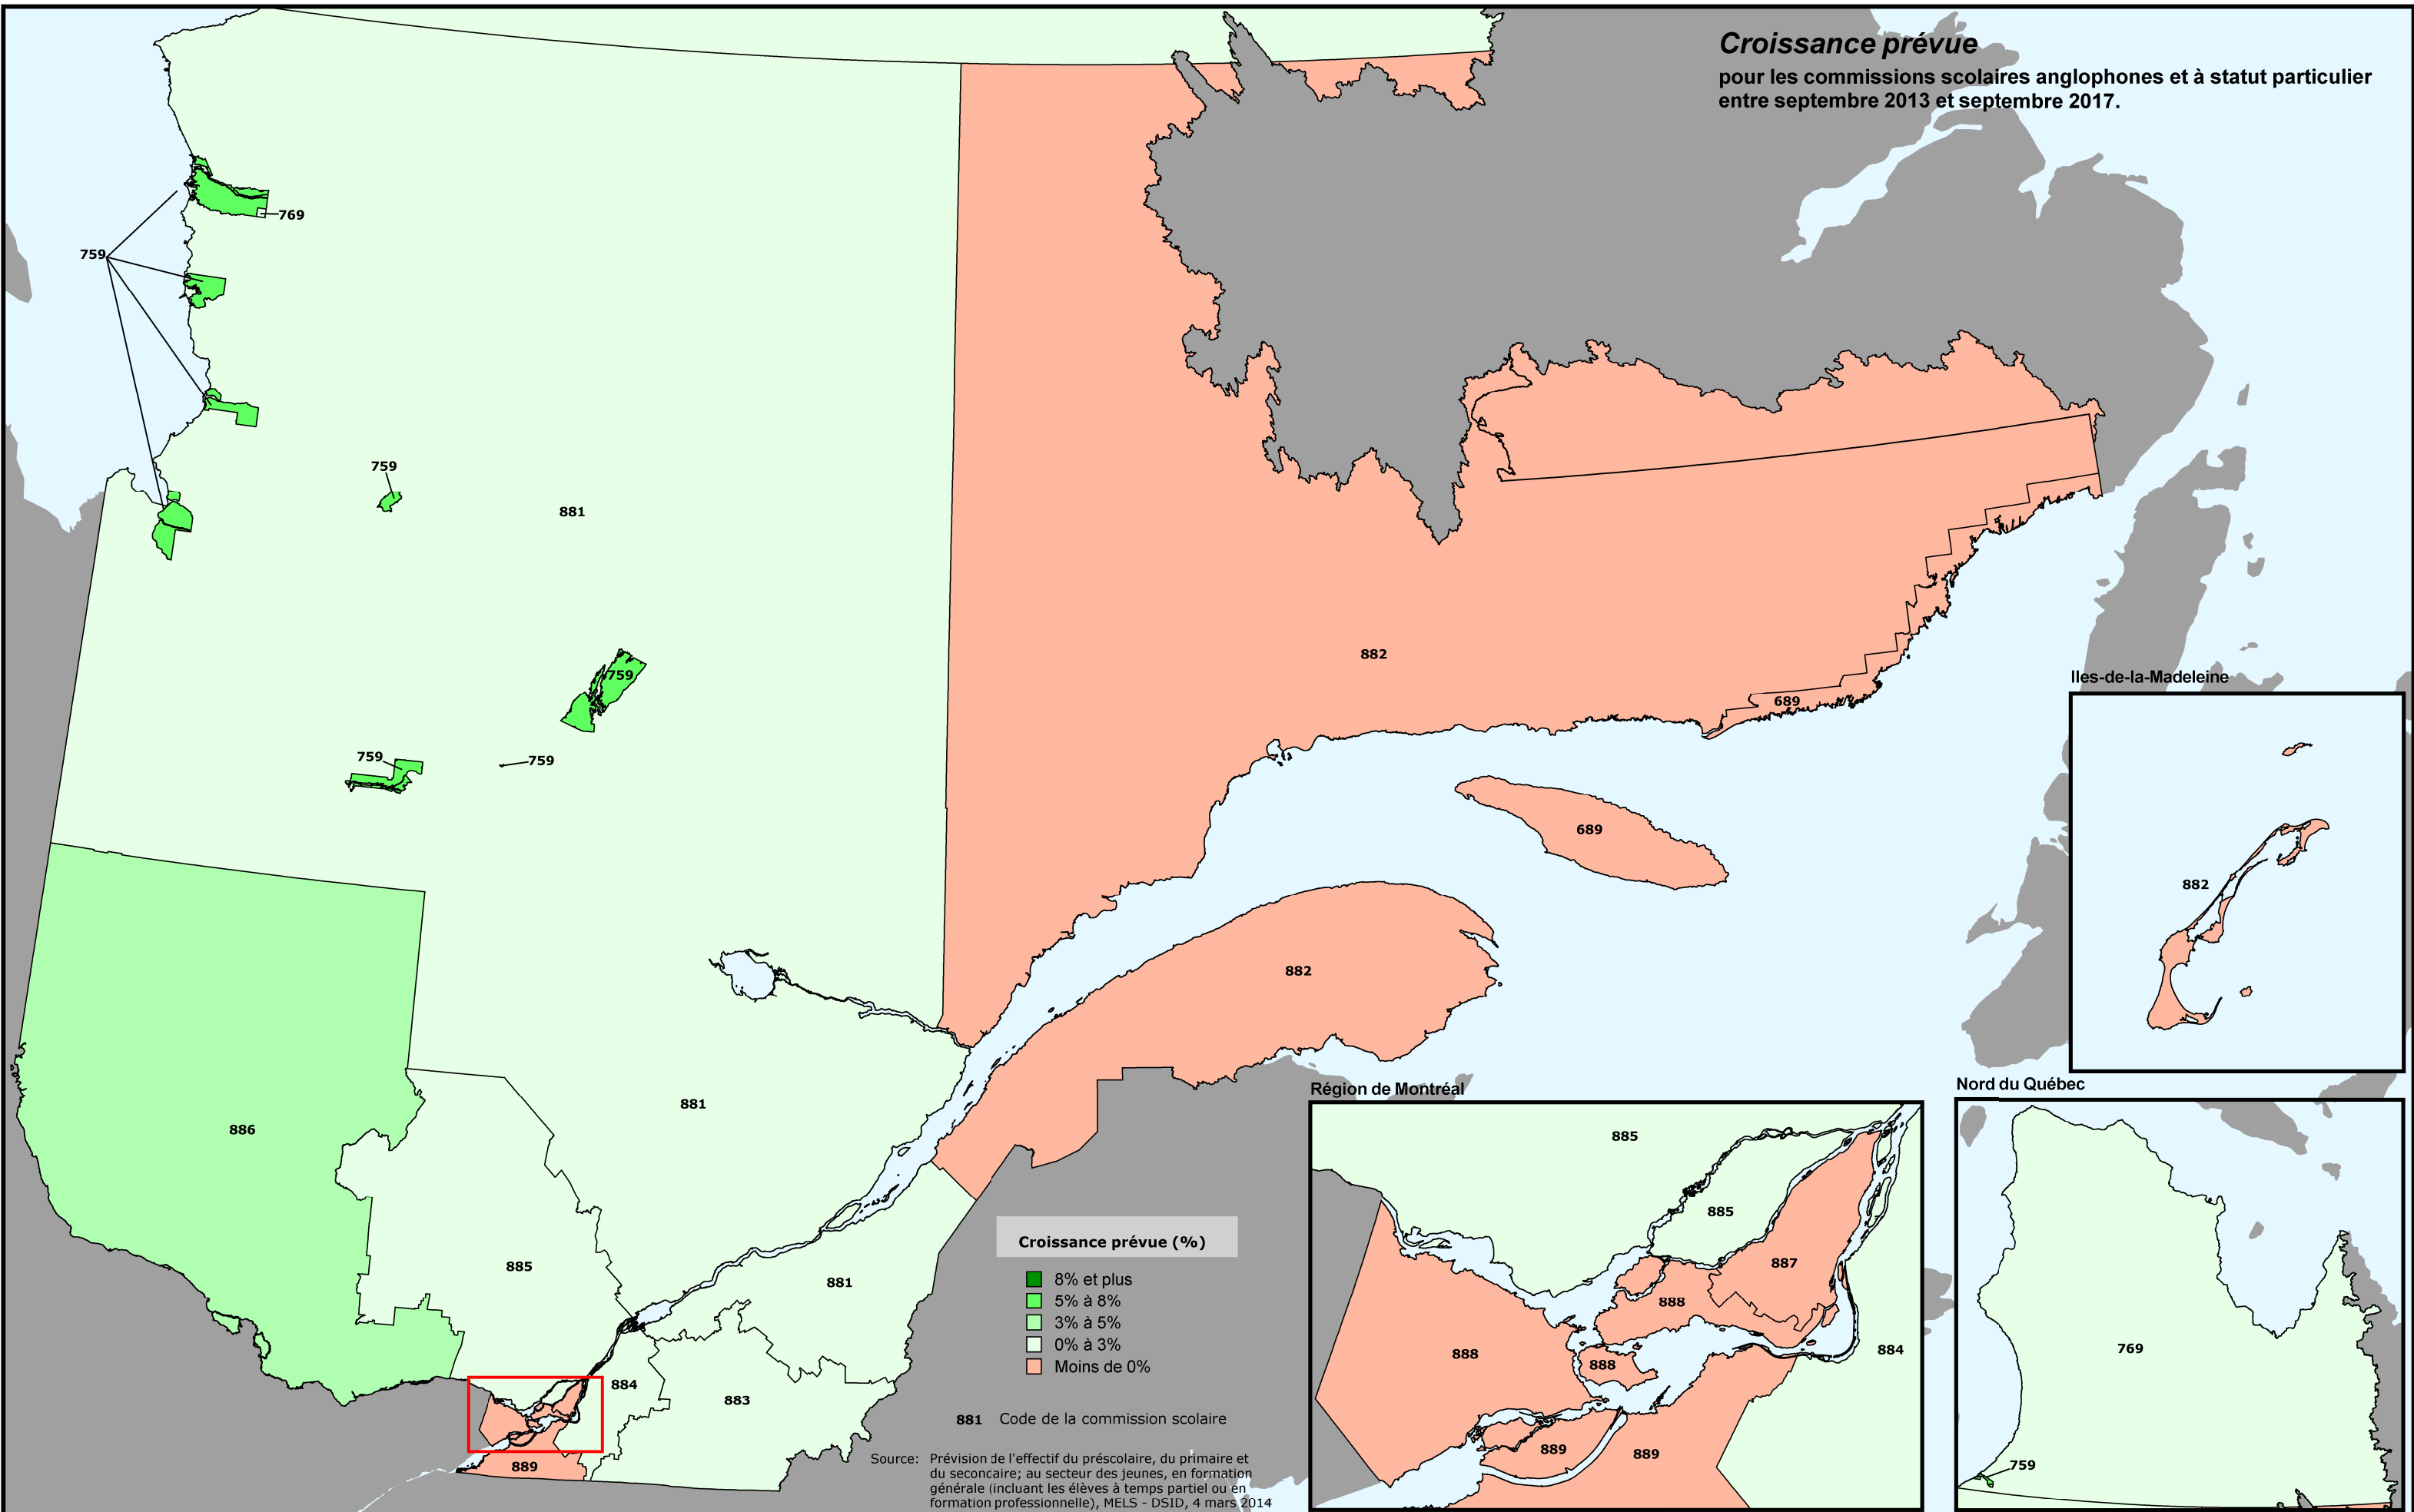 Croissance prévue
pour les commissions scolaires anglophones et à statut particulier
entre septembre 2013 et septembre 2017.
769
759
759
881
759
882
689
759
759
689
Iles-de-la-Madeleine
882
882
881
886
885
881
884
883
889
Croissance prévue (%)
8% et plus
5% à 8%
3% à 5%
0% à 3%
Moins de 0%
881 Code de la commission scolaire
Source: Prévision de l'effectif du préscolaire, du primaire et
du seconcaire; au secteur des jeunes, en formation
générale (incluant les élèves à temps partiel ou en
formation professionnelle), MELS - DSID, 4 mars 2014
Région de Montréal
885
885
887
888
888
888
884
889
889
Nord du Québec
769
759